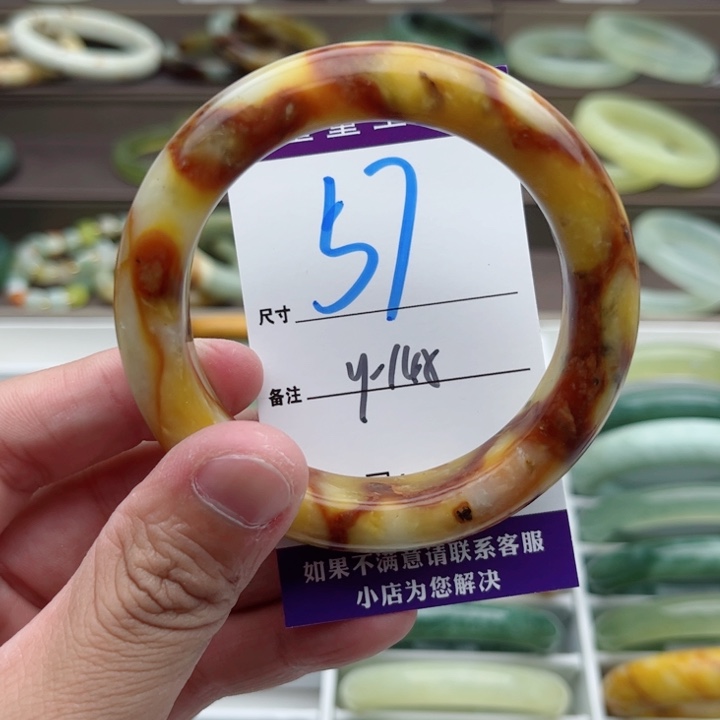 57
尺寸
备注 y-148
如果不满意请联系客服
小店为您解决